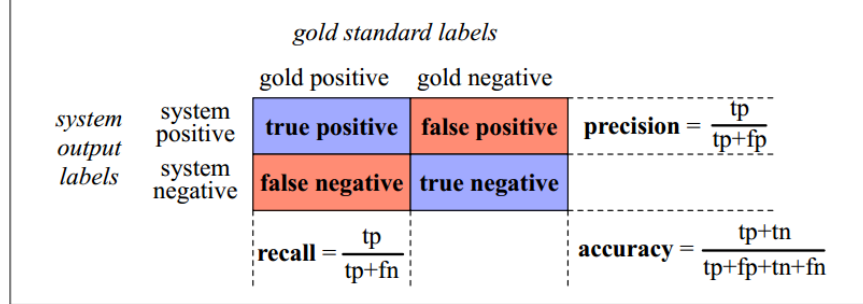 gold standard labels
gold positive gold negative
system output labels
system positive
true positive
false positive
precision = tp / tp+fp
system negative
false negative
true negative
recall = tp / tp+fn
accuracy = tp+tn / tp+fp+tn+fn